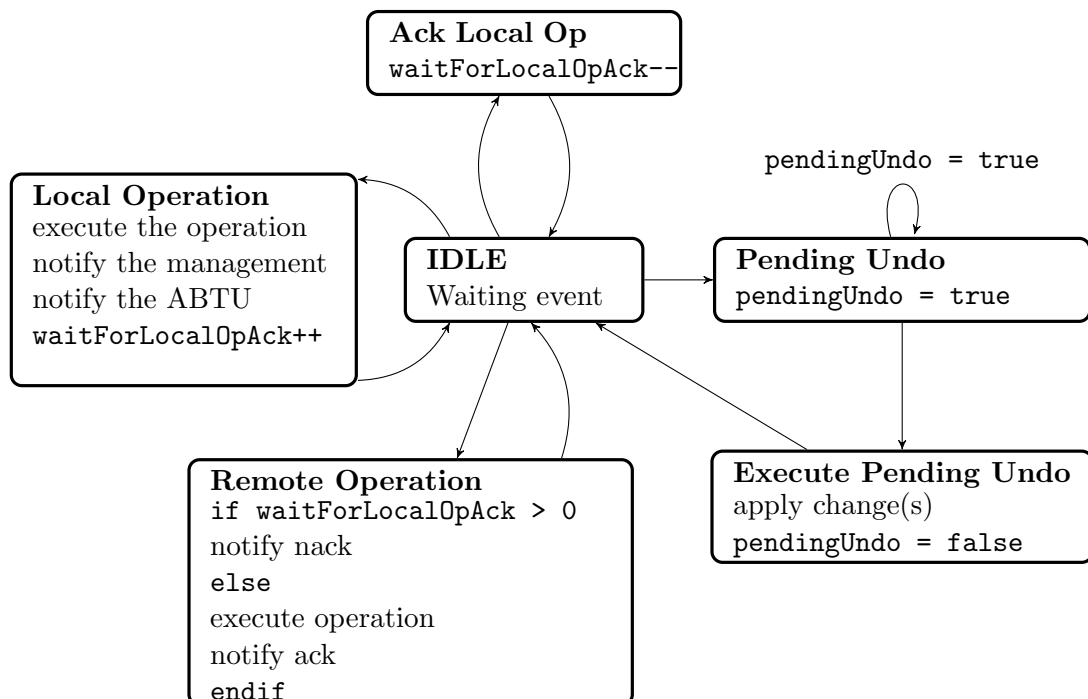 Ack Local Op
waitForLocalOpAck--
pendingUndo = true
Local Operation
execute the operation
notify the management
notify the ABTU
waitForLocalOpAck++
IDLE
Waiting event
Pending Undo
pendingUndo = true
Remote Operation
if waitForLocalOpAck > 0
notify nack
else
execute operation
notify ack
endif
Execute Pending Undo
apply change(s)
pendingUndo = false